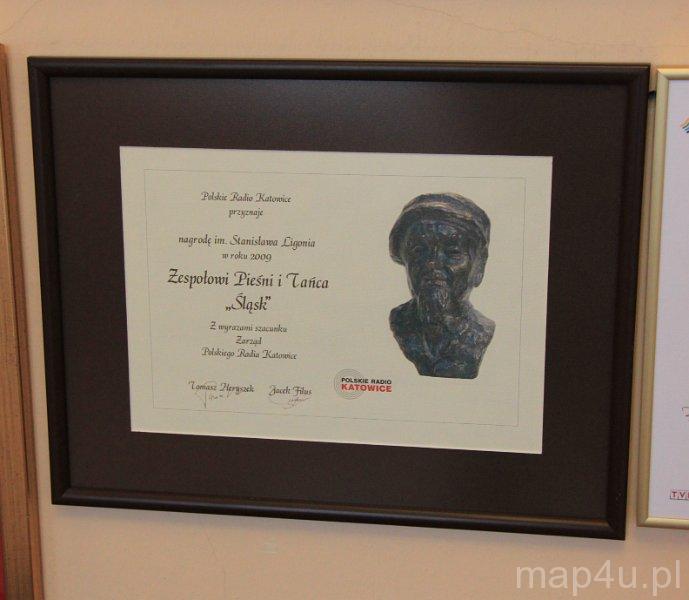 Polskie Radio Katowice
przyznaje
nagrodę im. Stanisława Ligonia
w roku 2009
Zespołowi Pieśni i Tańca
„Śląsk”
Z wyrazami szacunku
Zarząd
Polskiego Radia Katowice
Tomasz Heryszek Jacek Filus
POLSKIE RADIO
KATOWICE
map4u.pl